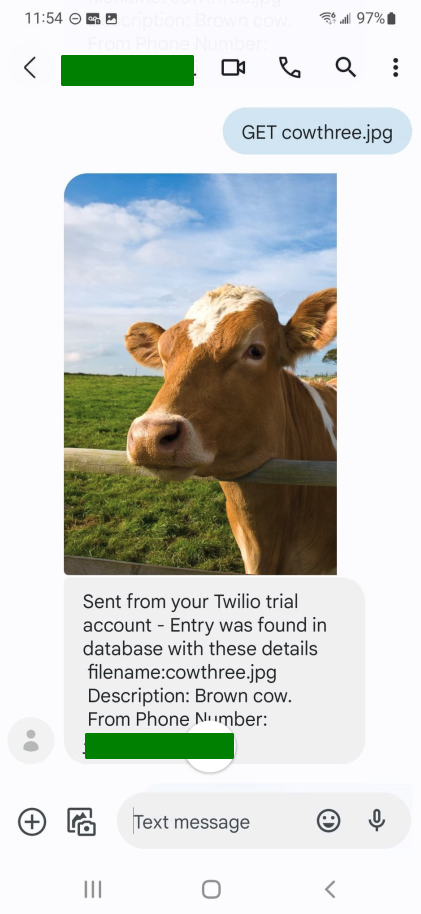 11:54 97%
GET cowthree.jpg
Sent from your Twilio trial
account - Entry was found in
database with these details
filename:cowthree.jpg
Description: Brown cow.
From Phone Number:
Text message